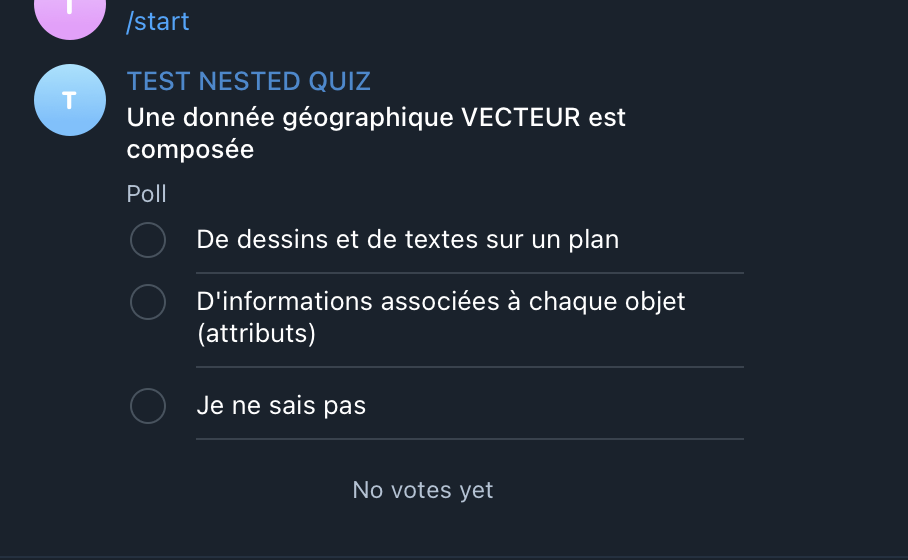 /start
TEST NESTED QUIZ
T
Une donnée géographique VECTEUR est
composée
Poll
De dessins et de textes sur un plan
D'informations associées à chaque objet
(attributs)
Je ne sais pas
No votes yet